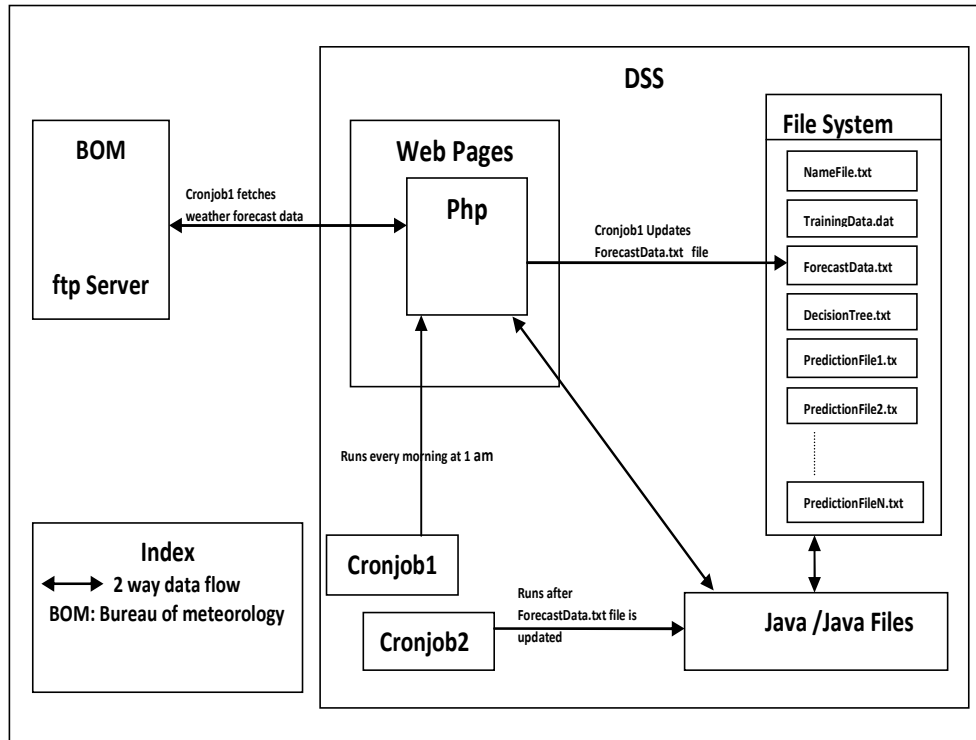 DSS
BOM
ftp Server
Cronjob1 fetches
weather forecast data
Web Pages
Php
Cronjob1 Updates
ForecastData.txt file
File System
NameFile.txt
TrainingData.dat
ForecastData.txt
DecisionTree.txt
PredictionFile1.tx
PredictionFile2.tx
PredictionFileN.txt
Runs every morning at 1 am
Cronjob1
Cronjob2
Runs after
ForecastData.txt file is
updated
Java /Java Files
Index
2 way data flow
BOM: Bureau of meteorology